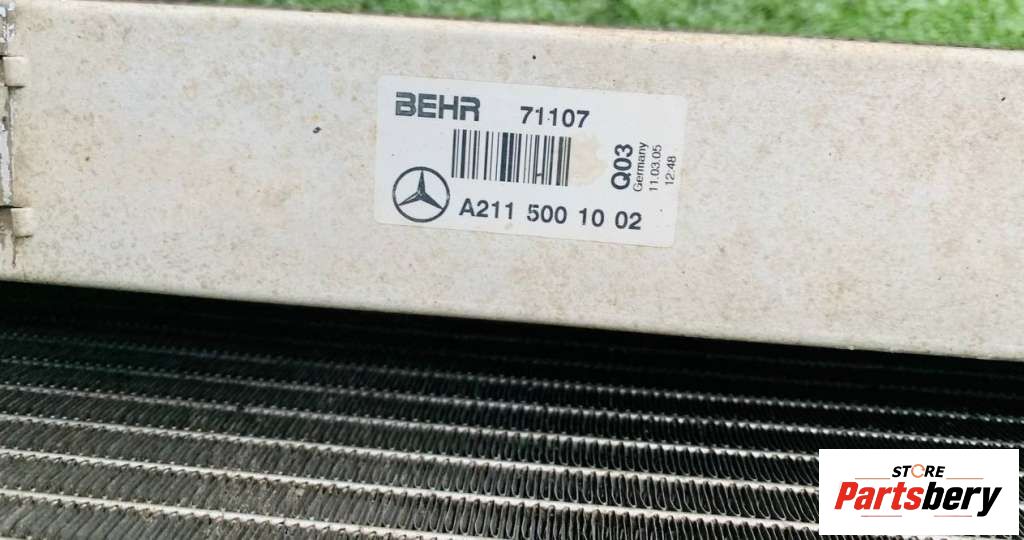 BEHR 71107
Q03
Germany
11.03.05
12:48
A211 500 10 02
STORE
Partsbery